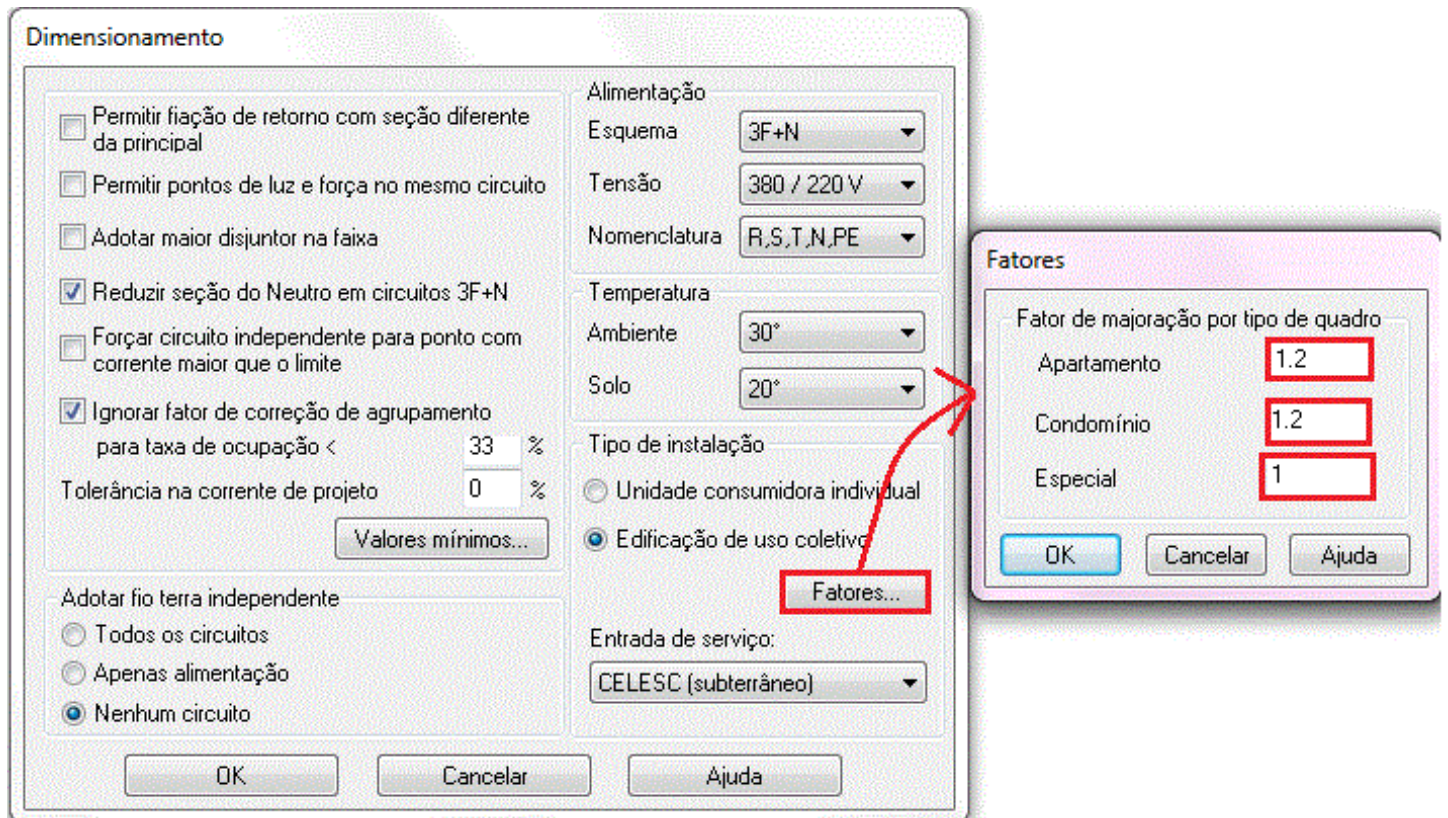 Dimensionamento
Permitir fiação de retorno com seção diferente
da principal
Permitir pontos de luz e força no mesmo circuito
Adotar maior disjuntor na faixa
Reduzir seção do Neutro em circuitos 3F+N
Forçar circuito independente para ponto com
corrente maior que o limite
Ignorar fator de correção de agrupamento
para taxa de ocupação < 33 %
Tolerância na corrente de projeto 0 %
Valores mínimos...
Adotar fio terra independente
Todos os circuitos
Apenas alimentação
Nenhum circuito
Alimentação
Esquema 3F+N
Tensão 380 / 220 V
Nomenclatura R,S,T,N,PE
Temperatura
Ambiente 30°
Solo 20°
Tipo de instalação
Unidade consumidora individual
Edificação de uso coletivo
Fatores...
Entrada de serviço:
CELESC (subterrâneo)
OK Cancelar Ajuda
Fatores
Fator de majoração por tipo de quadro
Apartamento 1.2
Condomínio 1.2
Especial 1
OK Cancelar Ajuda